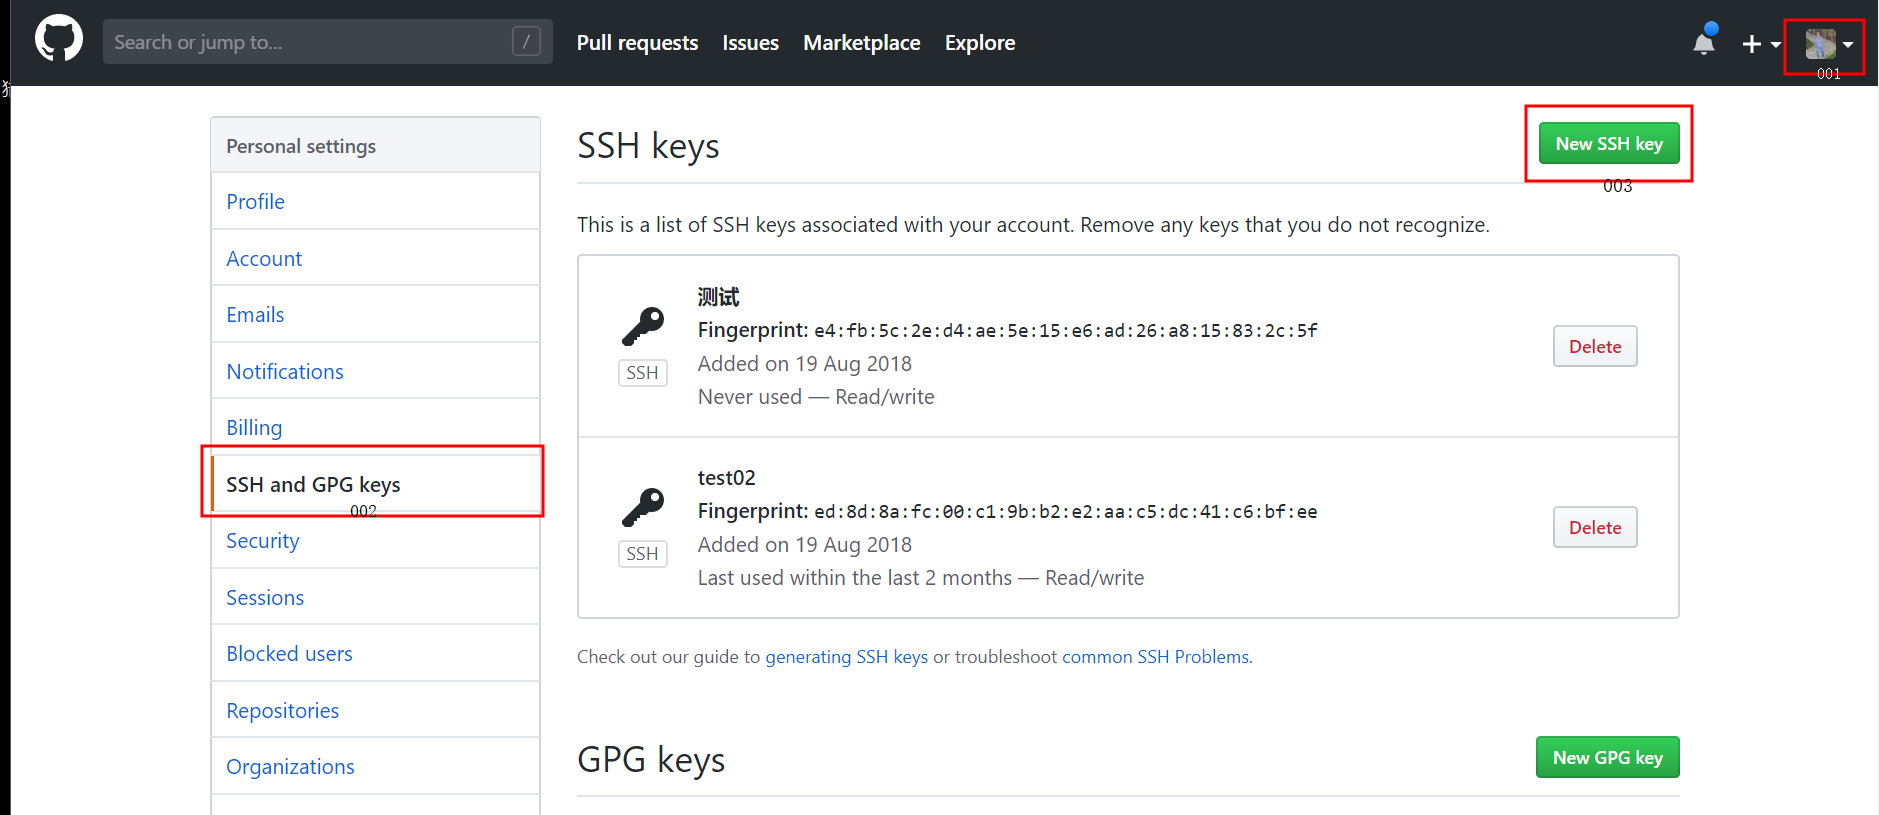 Search or jump to...
/
Pull requests
Issues
Marketplace
Explore
001
Personal settings
Profile
Account
Emails
Notifications
Billing
SSH and GPG keys
002
Security
Sessions
Blocked users
Repositories
Organizations
SSH keys
New SSH key
003
This is a list of SSH keys associated with your account. Remove any keys that you do not recognize.
测试
Fingerprint: e4:fb:5c:2e:d4:ae:5e:15:e6:ad:26:a8:15:83:2c:5f
Added on 19 Aug 2018
Never used — Read/write
SSH
Delete
test02
Fingerprint: ed:8d:8a:fc:00:c1:9b:b2:e2:aa:c5:dc:41:c6:bf:ee
Added on 19 Aug 2018
Last used within the last 2 months — Read/write
SSH
Delete
Check out our guide to generating SSH keys or troubleshoot common SSH Problems.
GPG keys
New GPG key